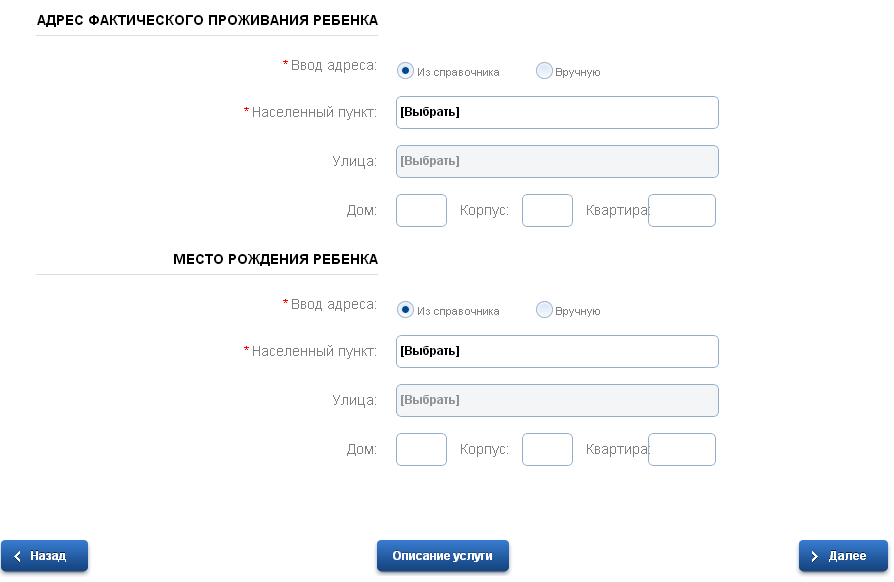 АДРЕС ФАКТИЧЕСКОГО ПРОЖИВАНИЯ РЕБЕНКА
* Ввод адреса: Из справочника Вручную
* Населенный пункт: [Выбрать]
Улица: [Выбрать]
Дом: Корпус: Квартира:
МЕСТО РОЖДЕНИЯ РЕБЕНКА
* Ввод адреса: Из справочника Вручную
* Населенный пункт: [Выбрать]
Улица: [Выбрать]
Дом: Корпус: Квартира:
Назад Описание услуги Далее